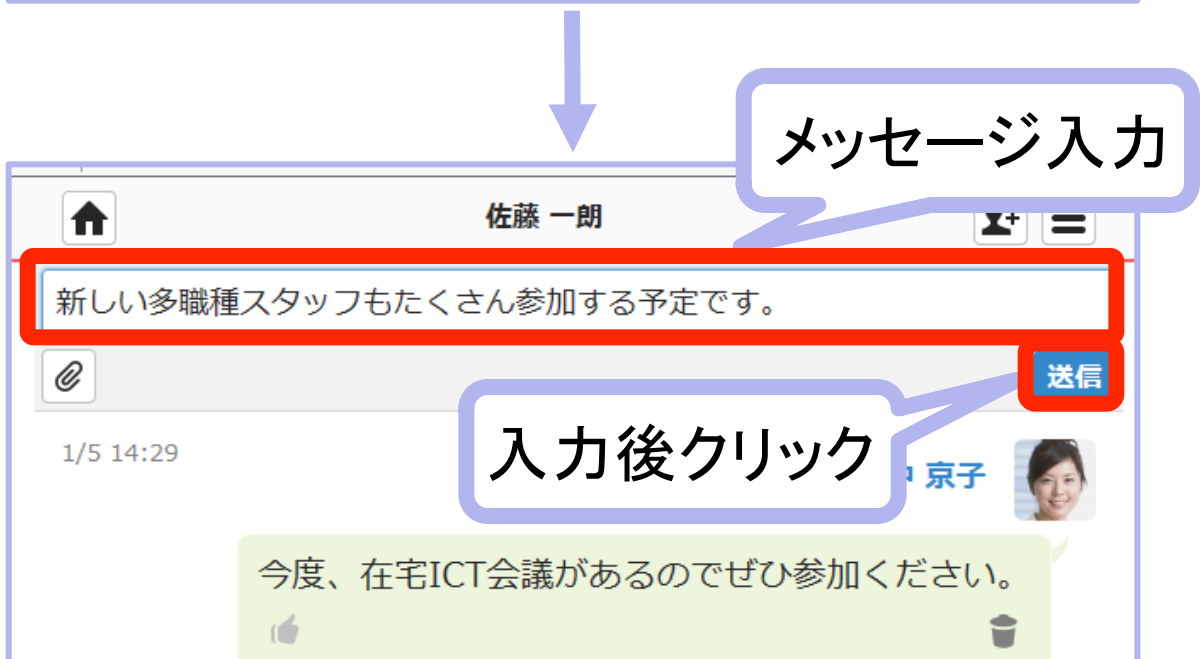 メッセージ入力
佐藤 一朗
新しい多職種スタッフもたくさん参加する予定です。
送信
入力後クリック
1/5 14:29
京子
今度、在宅ICT会議があるのでぜひ参加ください。